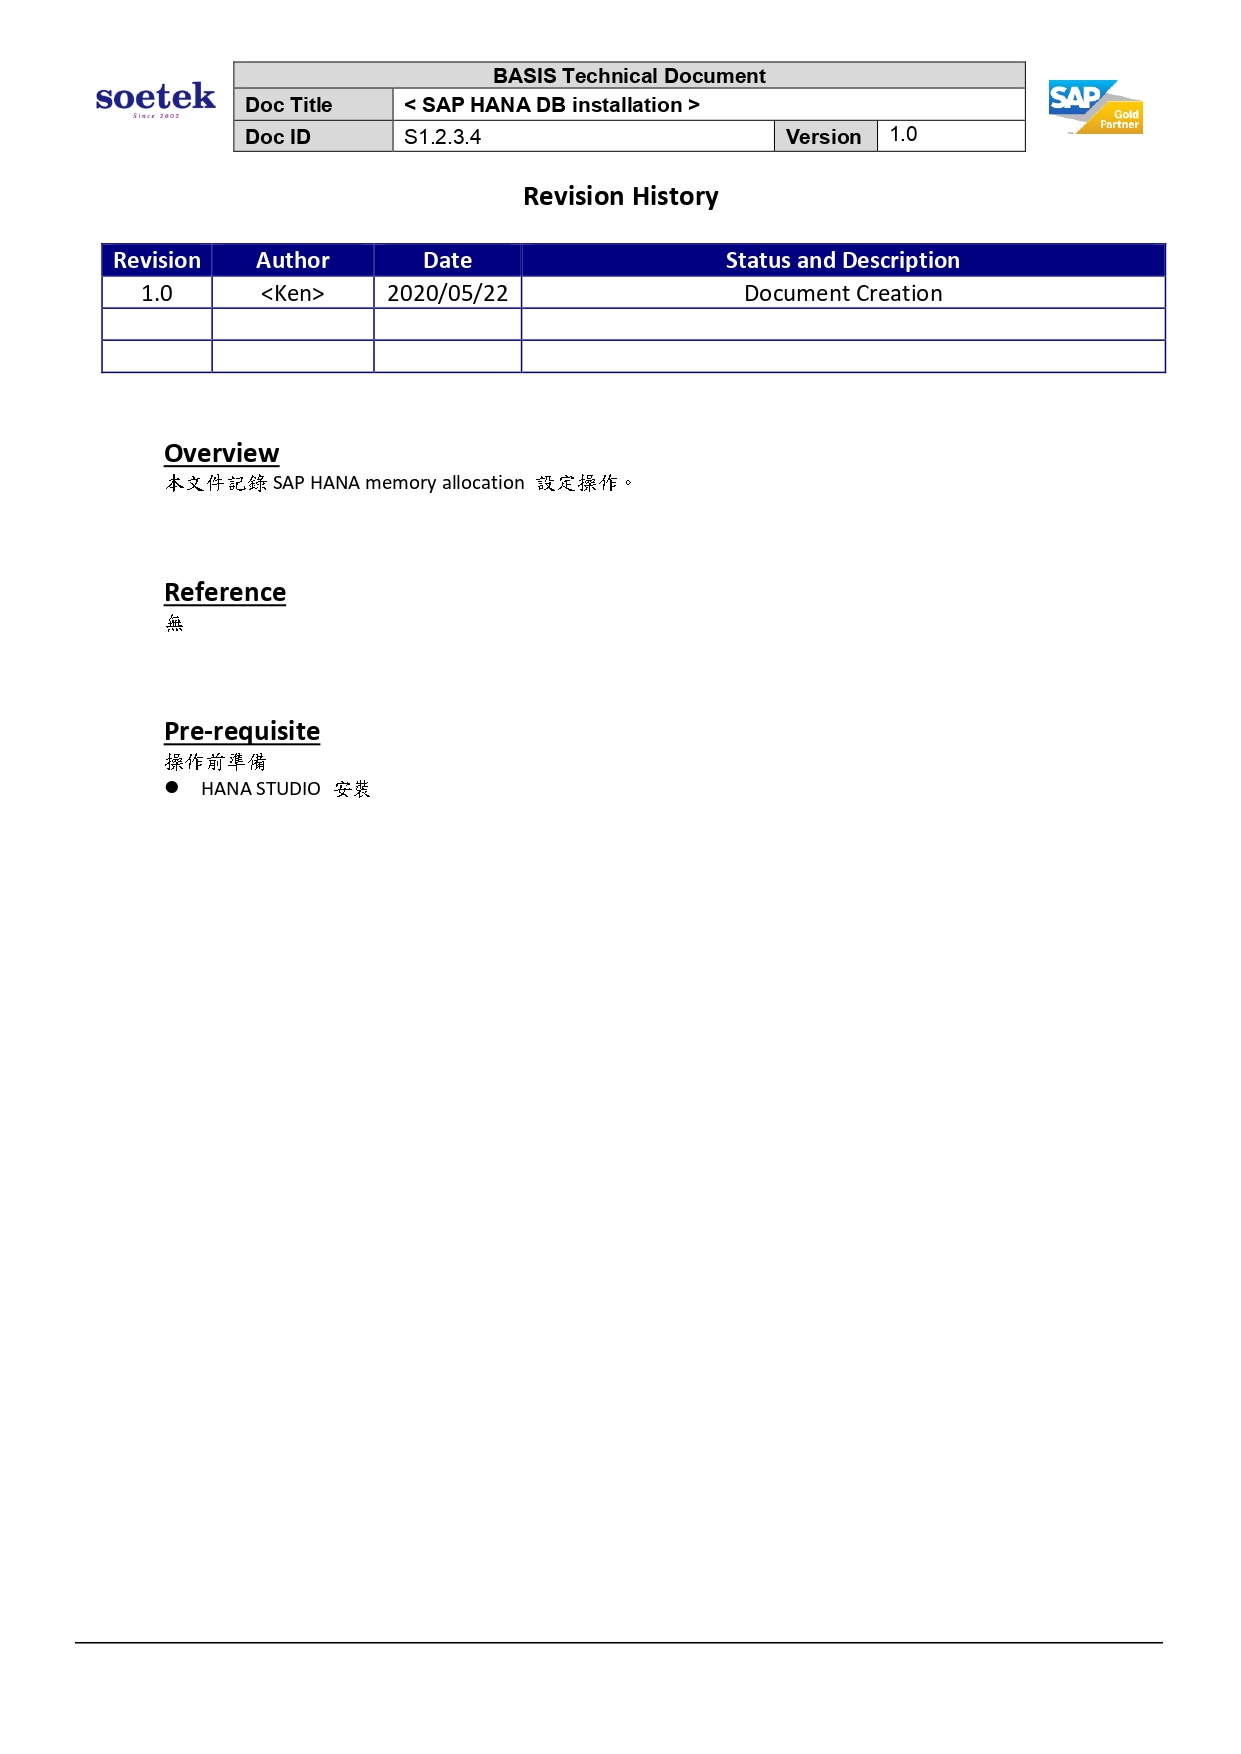 soetek
Since 2002
BASIS Technical Document
Doc Title < SAP HANA DB installation >
Doc ID S1.2.3.4 Version 1.0
SAP
Gold
Partner
Revision History
Revision Author Date Status and Description
1.0 <Ken> 2020/05/22 Document Creation
Overview
本文件記錄 SAP HANA memory allocation 設定操作。
Reference
無
Pre-requisite
操作前準備
● HANA STUDIO 安裝